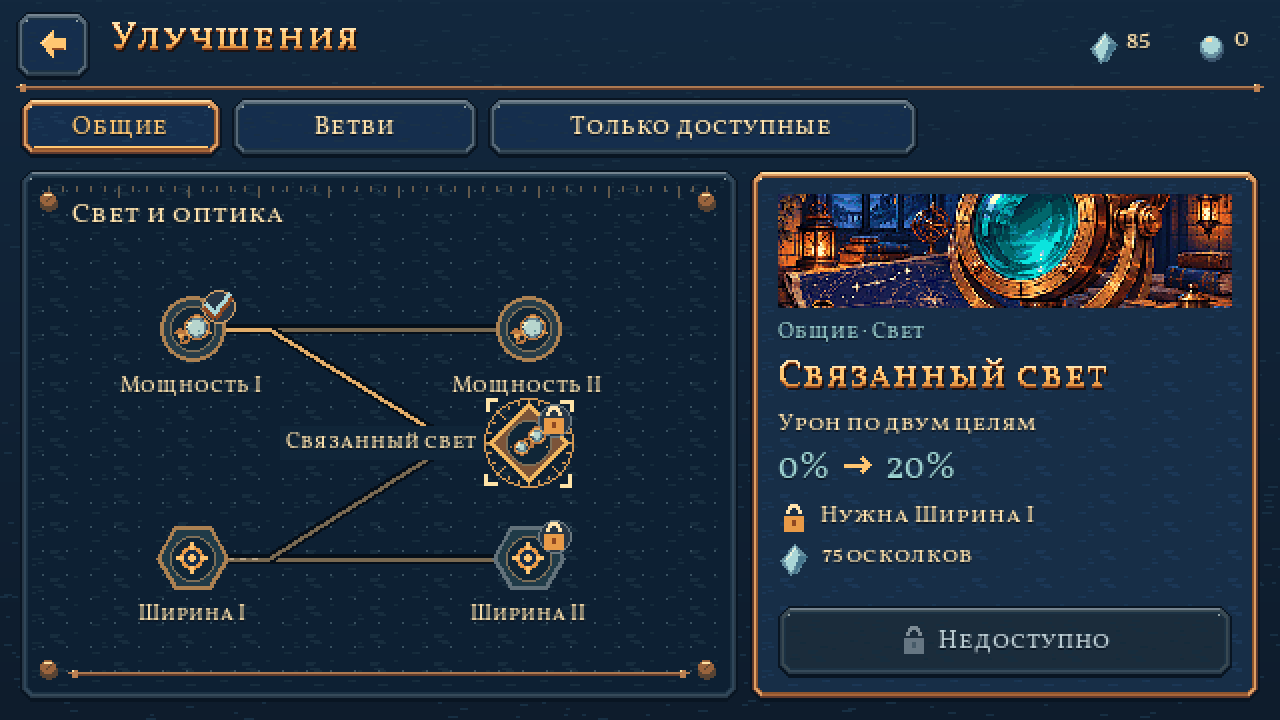 Улучшения
85
0
Общие
Ветви
Только доступные
Свет и оптика
Мощность I
Мощность II
Связанный свет
Ширина I
Ширина II
Общие · Свет
Связанный свет
Урон по двум целям
0% → 20%
Нужна Ширина I
75 осколков
Недоступно